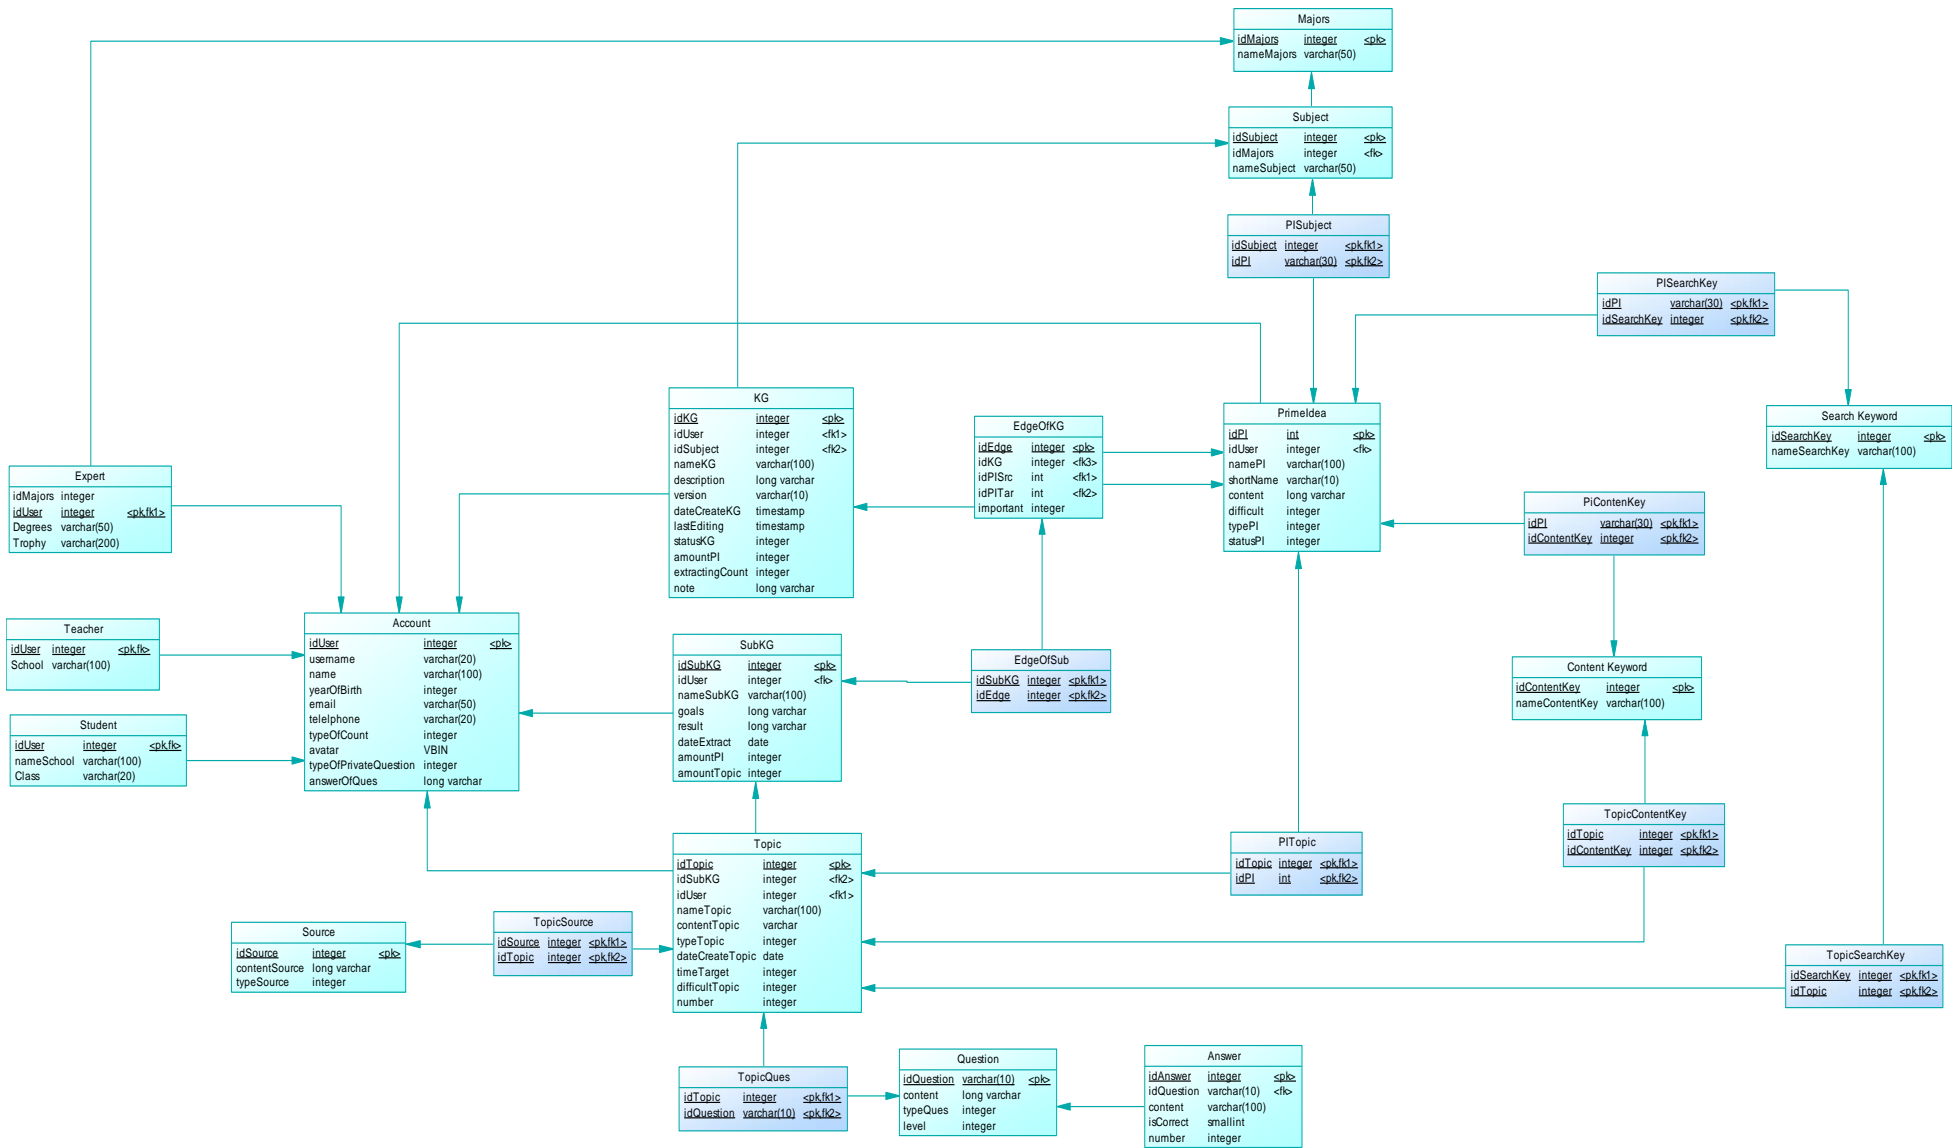 Majors
idMajors integer <pk>
nameMajors varchar(50)
Subject
idSubject integer <pk>
idMajors integer <fk>
nameSubject varchar(50)
PISubject
idSubject integer <pk,fk1>
idPI varchar(30) <pk,fk2>
PISearchKey
idPI varchar(30) <pk,fk1>
idSearchKey integer <pk,fk2>
KG
idKG integer <pk>
idUser integer <fk1>
idSubject integer <fk2>
nameKG varchar(100)
description long varchar
version varchar(10)
dateCreateKG timestamp
lastEditing timestamp
statusKG integer
amountPI integer
extractingCount integer
note long varchar
EdgeOfKG
idEdge integer <pk>
idKG integer <fk3>
idPISrc int <fk1>
idPITar int <fk2>
important integer
PrimeIdea
idPI int <pk>
idUser integer <fk>
namePI varchar(100)
shortName varchar(10)
content long varchar
difficult integer
typePI integer
statusPI integer
Search Keyword
idSearchKey integer <pk>
nameSearchKey varchar(100)
Expert
idMajors integer
idUser integer <pk,fk1>
Degrees varchar(50)
Trophy varchar(200)
PiContenKey
idPI varchar(30) <pk,fk1>
idContentKey integer <pk,fk2>
Teacher
idUser integer <pk,fk>
School varchar(100)
Account
idUser integer <pk>
username varchar(20)
name varchar(100)
yearOfBirth integer
email varchar(50)
telelphone varchar(20)
typeOfCount integer
avatar VBIN
typeOfPrivateQuestion integer
answerOfQues long varchar
SubKG
idSubKG integer <pk>
idUser integer <fk>
nameSubKG varchar(100)
goals long varchar
result long varchar
dateExtract date
amountPI integer
amountTopic integer
EdgeOfSub
idSubKG integer <pk,fk1>
idEdge integer <pk,fk2>
Content Keyword
idContentKey integer <pk>
nameContentKey varchar(100)
Student
idUser integer <pk,fk>
nameSchool varchar(100)
Class varchar(20)
TopicContentKey
idTopic integer <pk,fk1>
idContentKey integer <pk,fk2>
Topic
idTopic integer <pk>
idSubKG integer <fk2>
idUser integer <fk1>
nameTopic varchar(100)
contentTopic varchar
typeTopic integer
dateCreateTopic date
timeTarget integer
difficultTopic integer
number integer
PITopic
idTopic integer <pk,fk1>
idPI int <pk,fk2>
Source
idSource integer <pk>
contentSource long varchar
typeSource integer
TopicSource
idSource integer <pk,fk1>
idTopic integer <pk,fk2>
TopicSearchKey
idSearchKey integer <pk,fk1>
idTopic integer <pk,fk2>
TopicQues
idTopic integer <pk,fk1>
idQuestion varchar(10) <pk,fk2>
Question
idQuestion varchar(10) <pk>
content long varchar
typeQues integer
level integer
Answer
idAnswer integer <pk>
idQuestion varchar(10) <fk>
content varchar(100)
isCorrect smallint
number integer